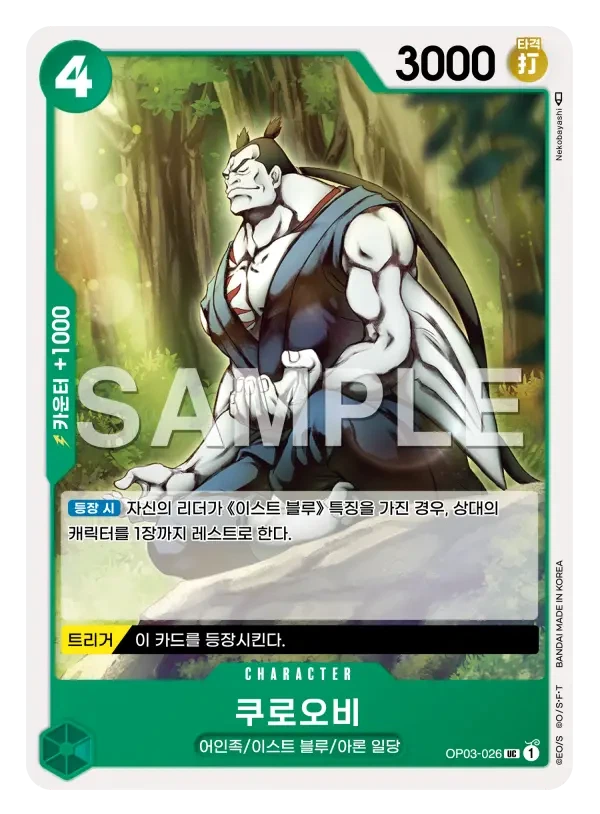 4
3000
타격
打
Nekobayashi
⚡카운터 +1000
SAMPLE
등장 시 자신의 리더가 《이스트 블루》 특징을 가진 경우, 상대의
캐릭터를 1장까지 레스트로 한다.
트리거 이 카드를 등장시킨다.
CHARACTER
쿠로오비
어인족/이스트 블루/아론 일당
OP03-026 UC 1
©EO/S ©O/S·F·T BANDAI MADE IN KOREA